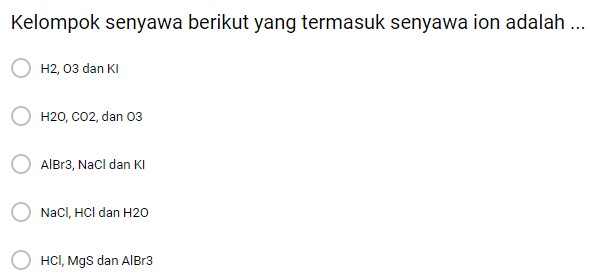 Kelompok senyawa berikut yang termasuk senyawa ion adalah ...
H2, O3 dan KI
H2O, CO2, dan O3
AlBr3, NaCl dan KI
NaCl, HCl dan H2O
HCl, MgS dan AlBr3